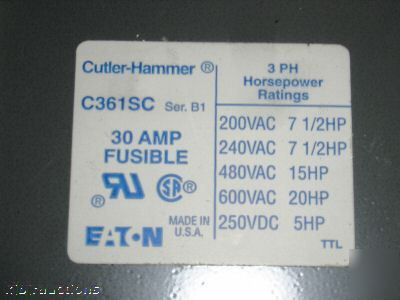 Cutler-Hammer ®
C361SC Ser. B1
30 AMP
FUSIBLE
MADE IN
U.S.A.
EATON
3 PH
Horsepower
Ratings
200VAC 7 1/2HP
240VAC 7 1/2HP
480VAC 15HP
600VAC 20HP
250VDC 5HP
TTL